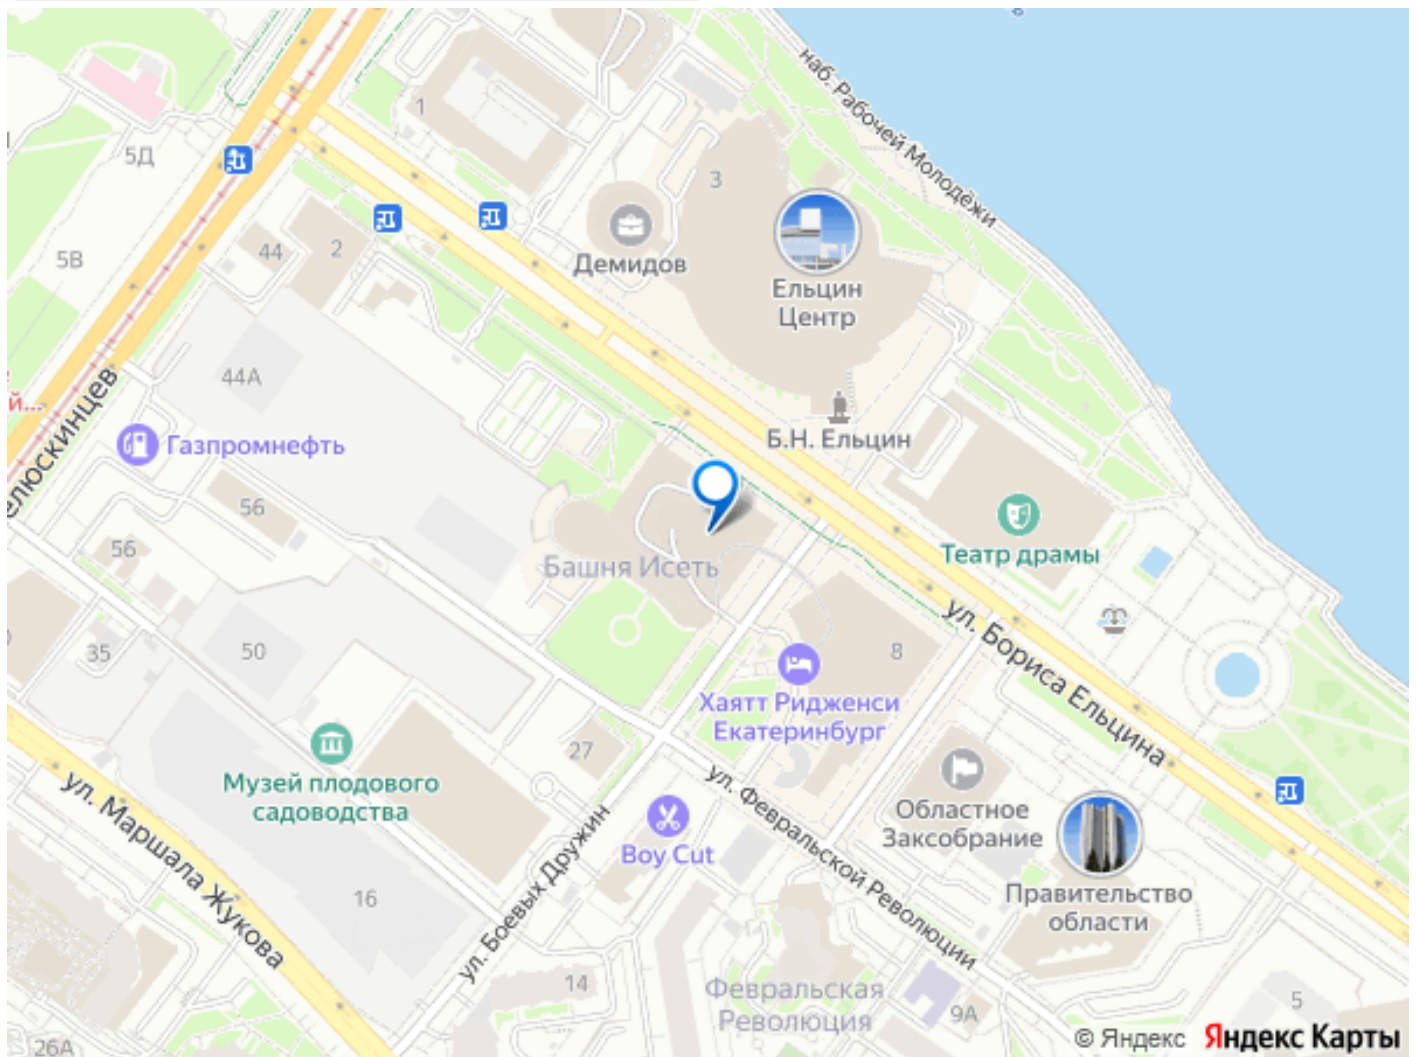 наб. Рабочей Молодёжи
1
5Д
3
5В
44
2
Демидов
Ельцин
Центр
44А
й...
Газпромнефть
Б.Н. Ельцин
елюскинцев
56
56
Башня Исеть
Театр драмы
ул. Бориса Ельцина
35
50
8
Хаятт Ридженси
Екатеринбург
27
Музей плодового
садоводства
ул. Февральской Революции
Областное
Заксобрание
ул. Маршала Жукова
Boy Cut
ул. Боевых Дружин
16
Правительство
области
14
Февральская
Революция
9А
5
26А
© Яндекс Яндекс Карты